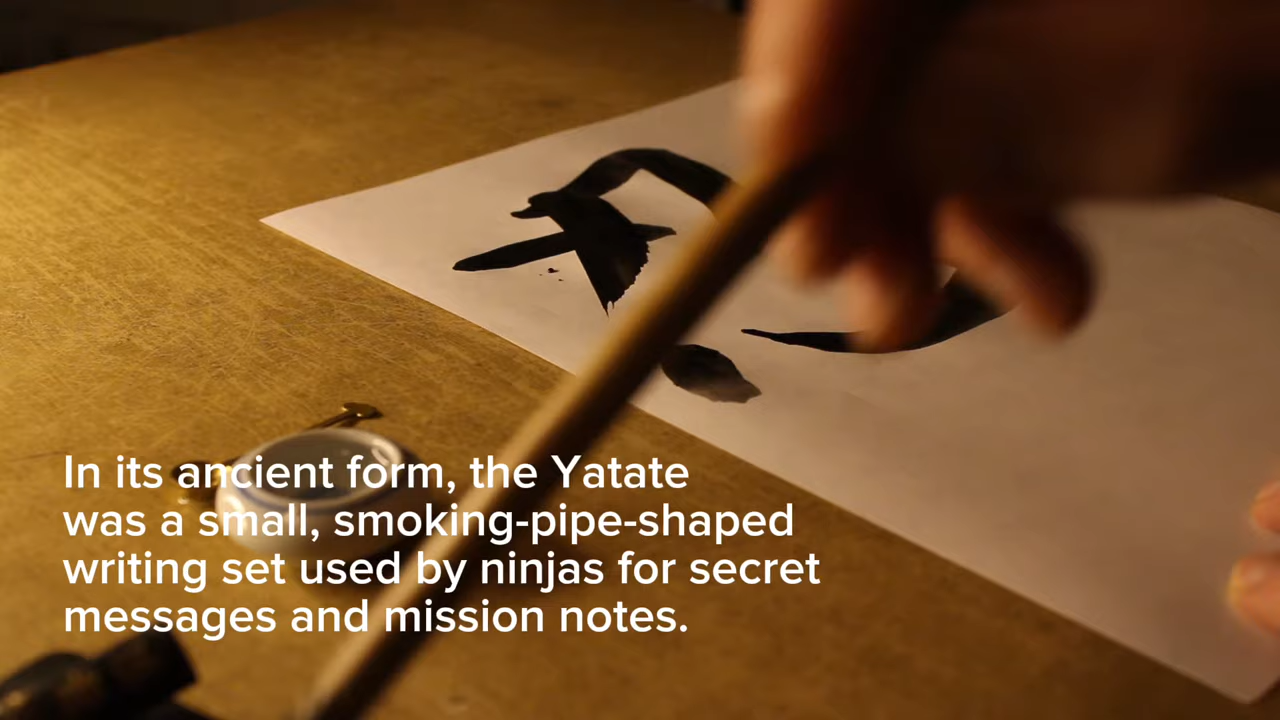 In its ancient form, the Yatate
was a small, smoking-pipe-shaped
writing set used by ninjas for secret
messages and mission notes.